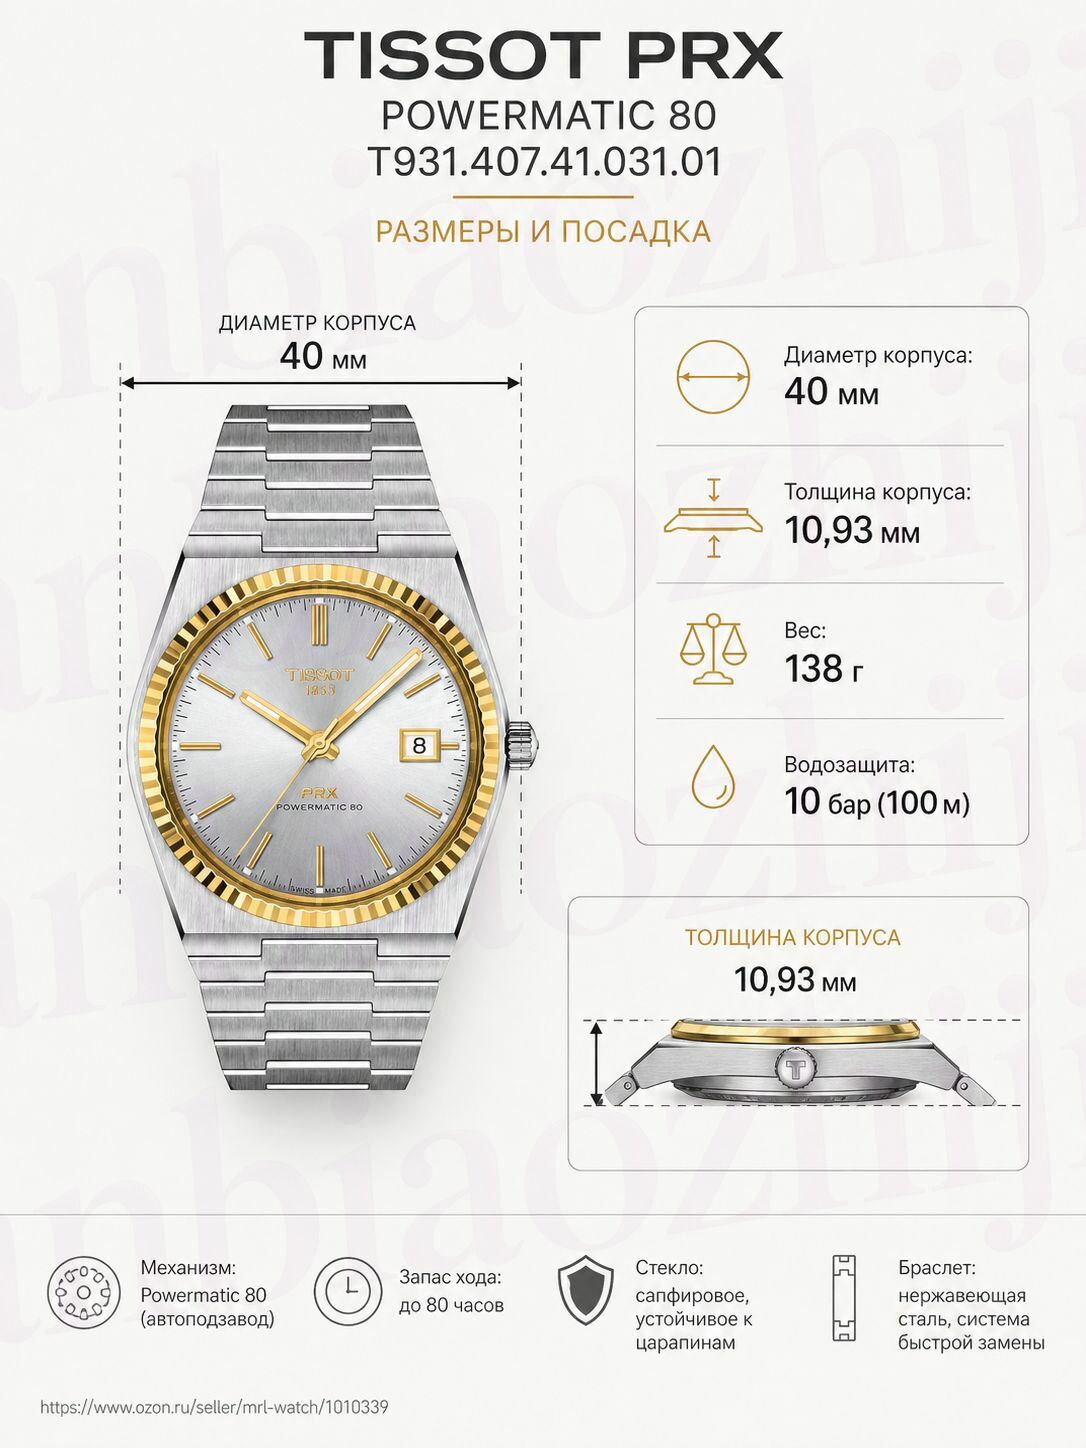 TISSOT PRX
POWERMATIC 80
T931.407.41.031.01
РАЗМЕРЫ И ПОСАДКА
ДИАМЕТР КОРПУСА
40 мм
Диаметр корпуса:
40 мм
Толщина корпуса:
10,93 мм
Вес:
138 г
Водозащита:
10 бар (100 м)
TISSOT
1853
8
PRX
POWERMATIC 80
SWISS MADE
ТОЛЩИНА КОРПУСА
10,93 мм
T
Механизм:
Powermatic 80
(автоподзавод)
Запас хода:
до 80 часов
Стекло:
сапфировое,
устойчивое к
царапинам
Браслет:
нержавеющая
сталь, система
быстрой замены
https://www.ozon.ru/seller/mrl-watch/1010339